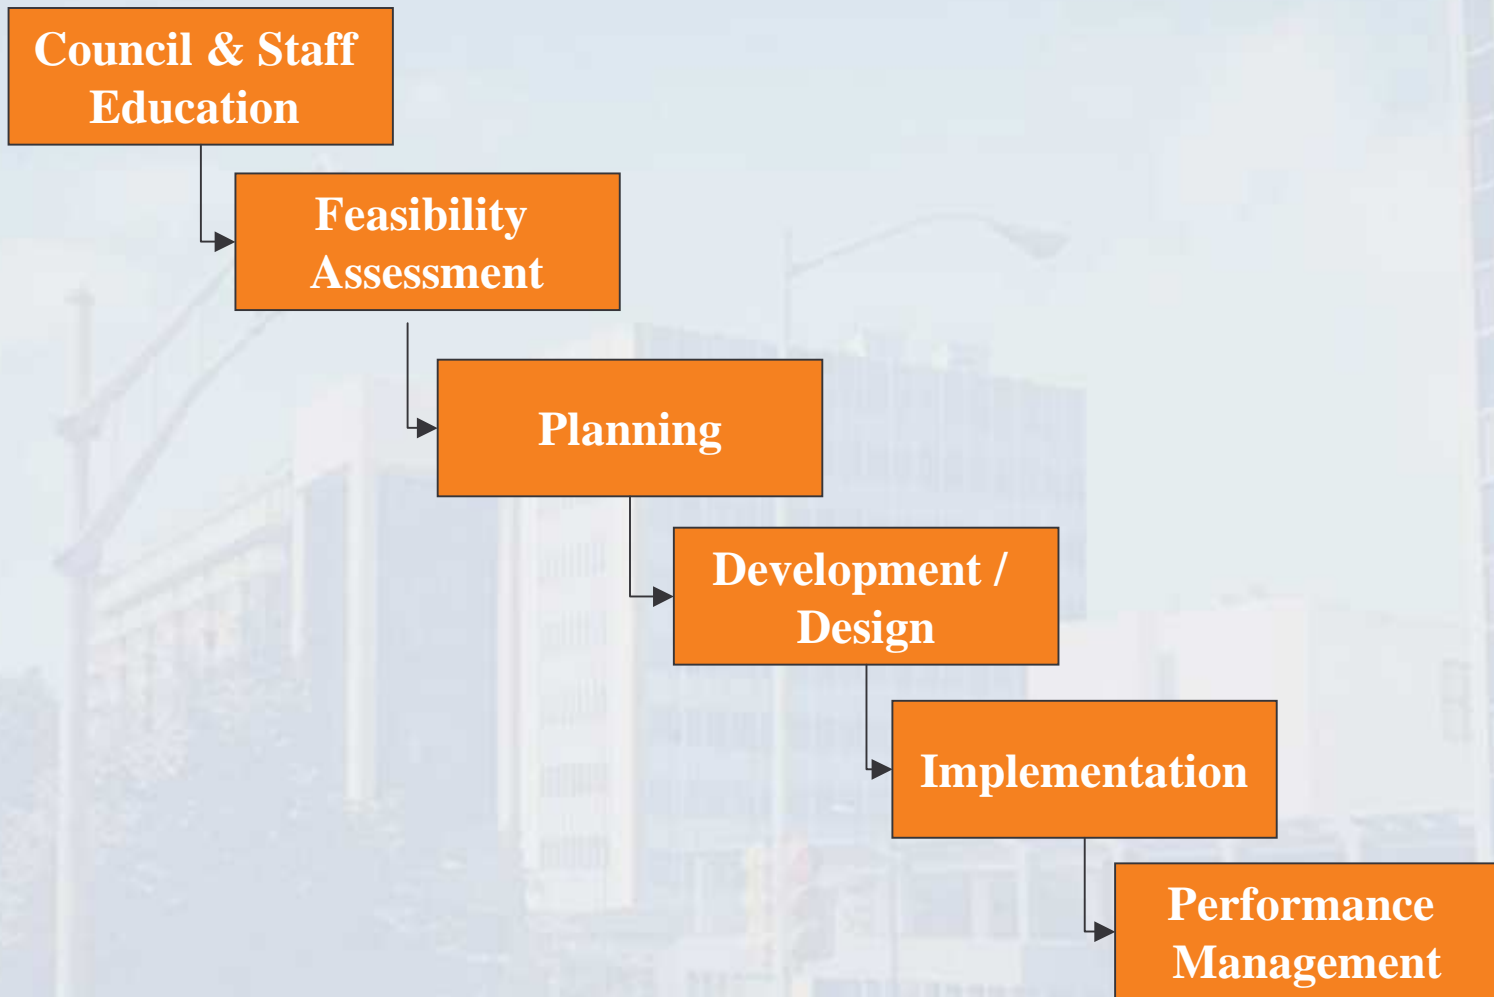 Council & Staff
Education
Feasibility
Assessment
Planning
Development /
Design
Implementation
Performance
Management